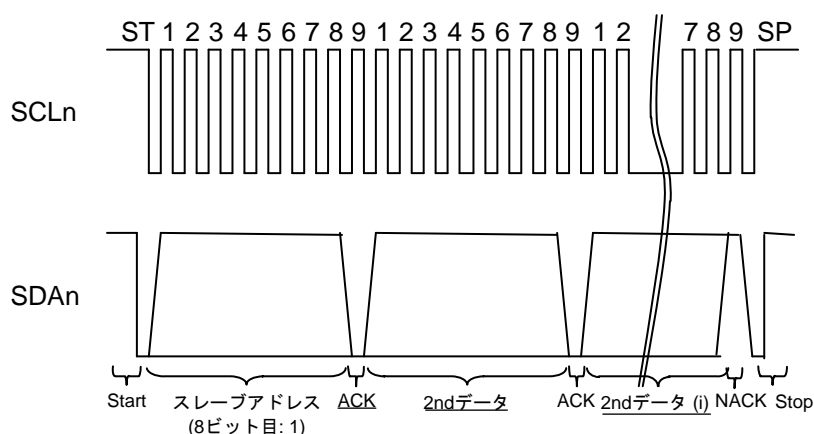 ST 1 2 3 4 5 6 7 8 9 1 2 3 4 5 6 7 8 9 1 2 7 8 9 SP
SCLn
SDAn
Start スレーブアドレス ACK 2ndデータ ACK 2ndデータ (i) NACK Stop
(8ビット目: 1)